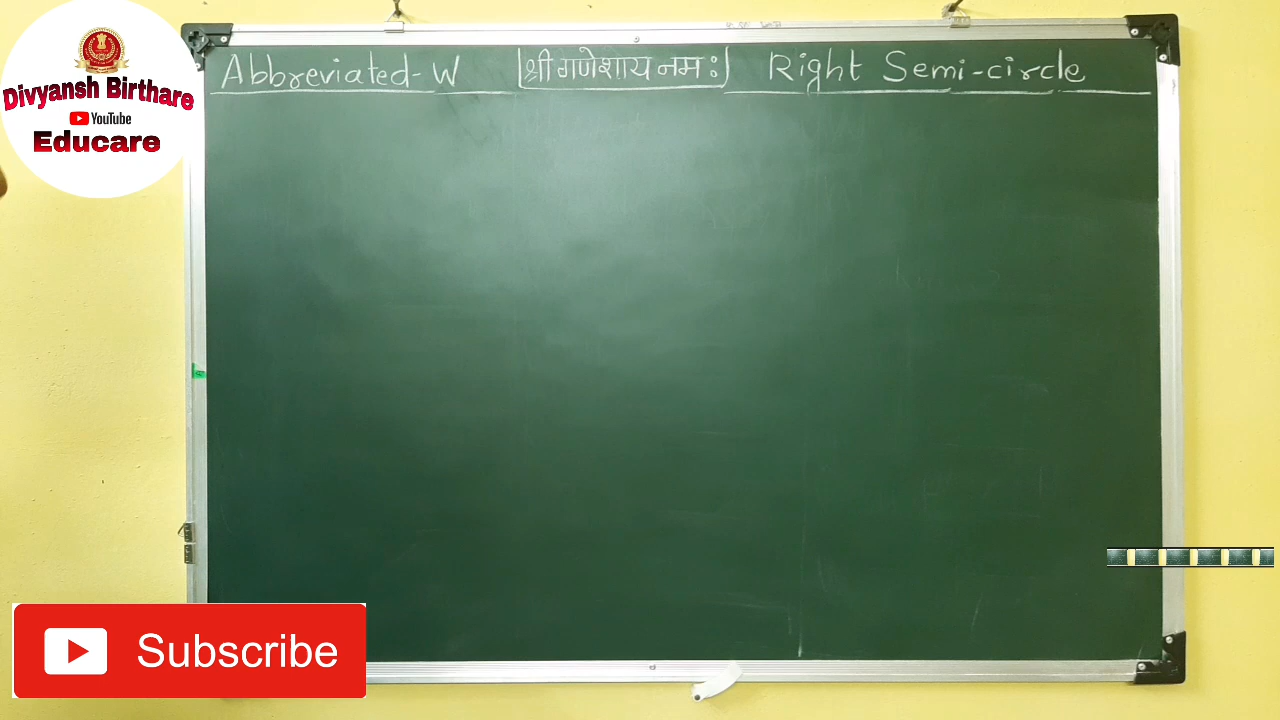 Divyansh Birthare
YouTube
Educare
Abbreviated-W श्री गणेशाय नमः Right Semi-circle
Subscribe